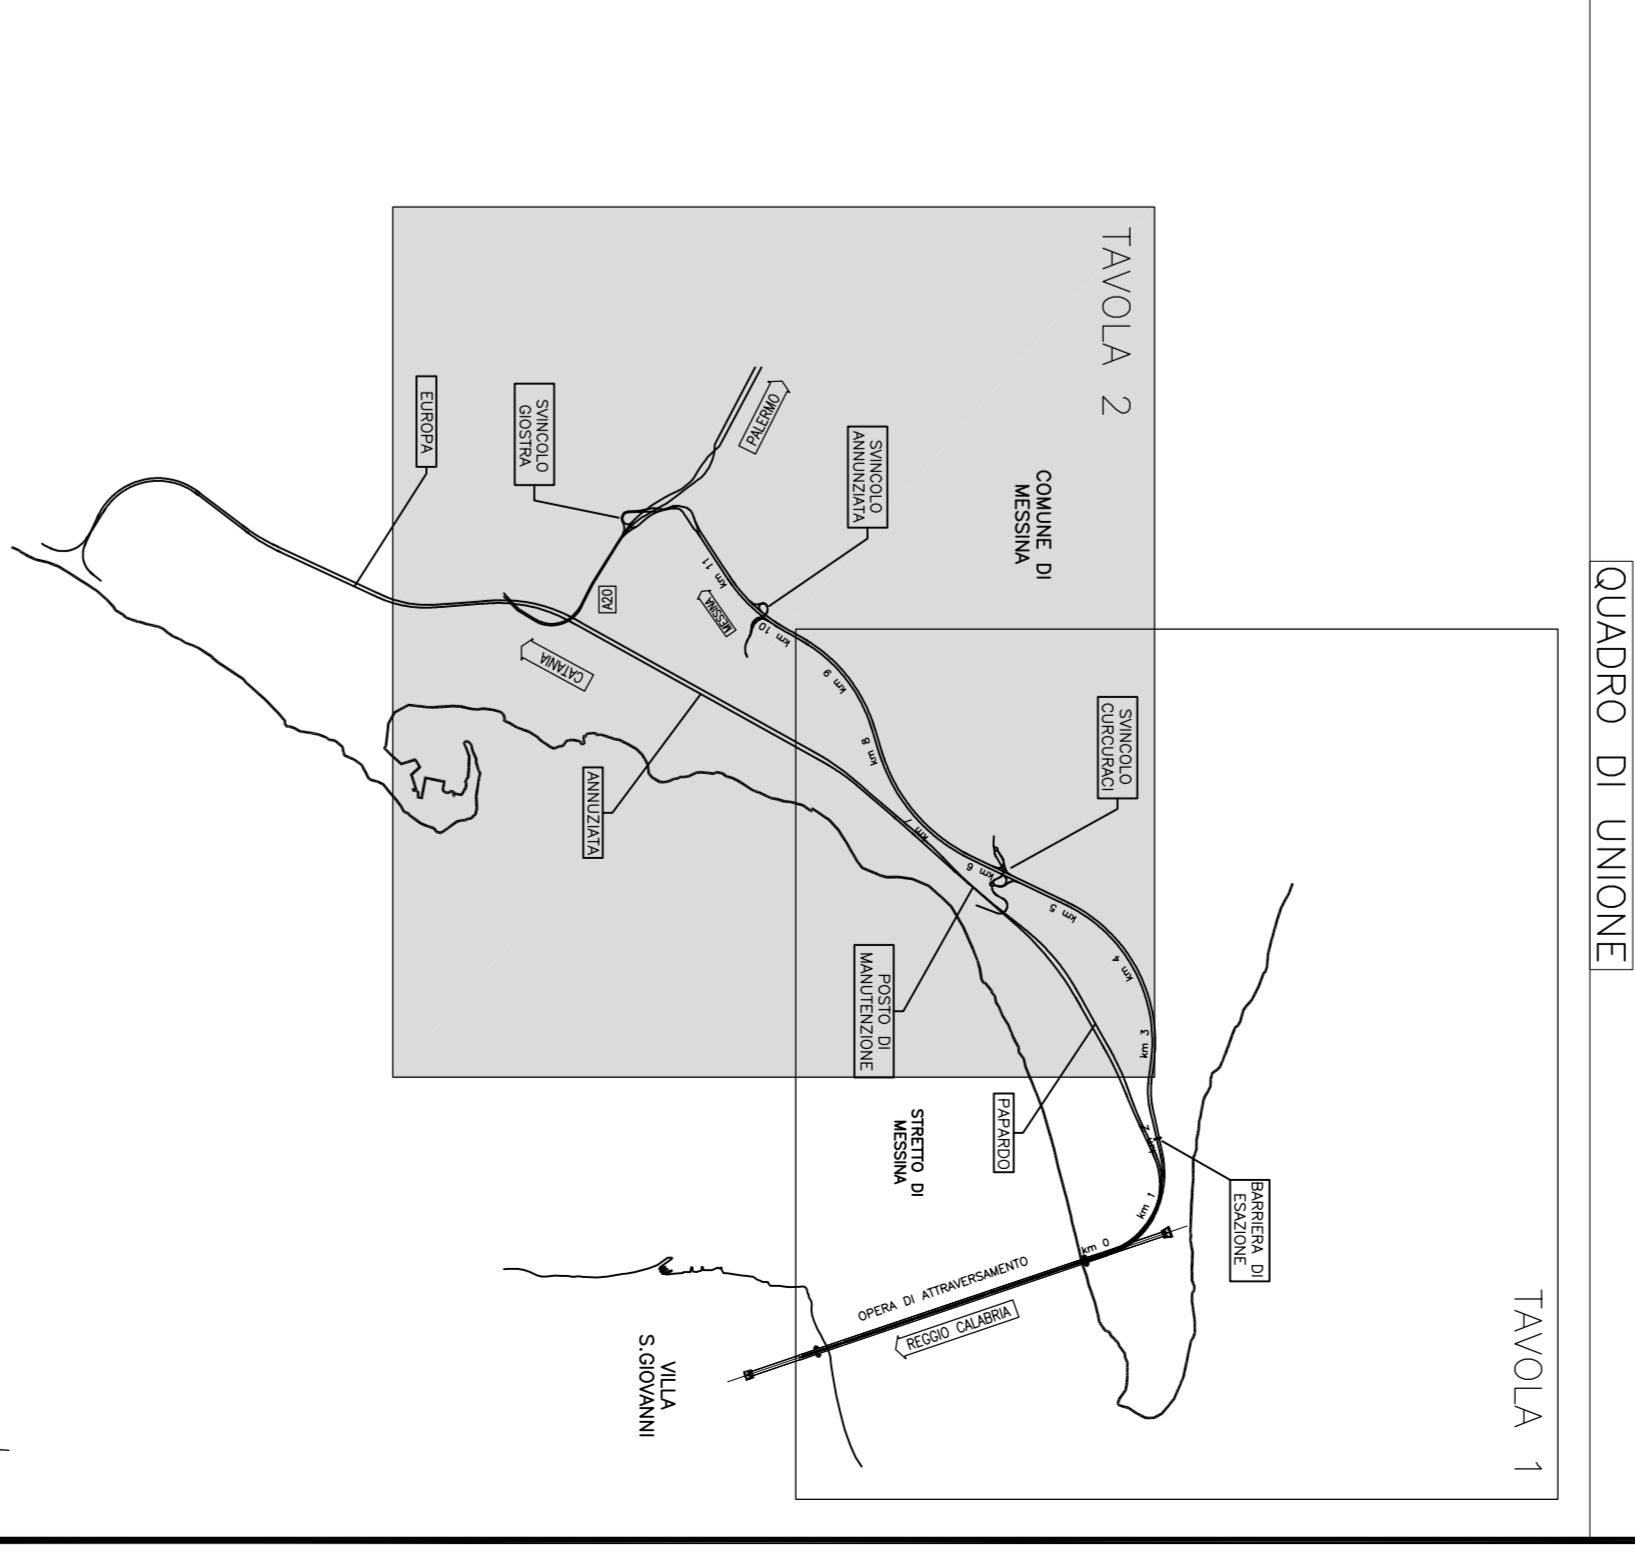 QUADRO DI UNIONE
TAVOLA 1
TAVOLA 2
BARRIERA DI
ESAZIONE
SVINCOLO
CURCURACI
COMUNE DI
MESSINA
SVINCOLO
ANNUNZIATA
PALERMO
SVINCOLO
GIOSTRA
EUROPA
A20
MESSINA
CATANIA
ANNUZIATA
POSTO DI
MANUTENZIONE
PAPARDO
STRETTO DI
MESSINA
OPERA DI ATTRAVERSAMENTO
REGGIO CALABRIA
VILLA
S.GIOVANNI
km 0
km 1
km 2
km 3
km 4
km 5
km 6
km 7
km 8
km 9
km 10
km 11